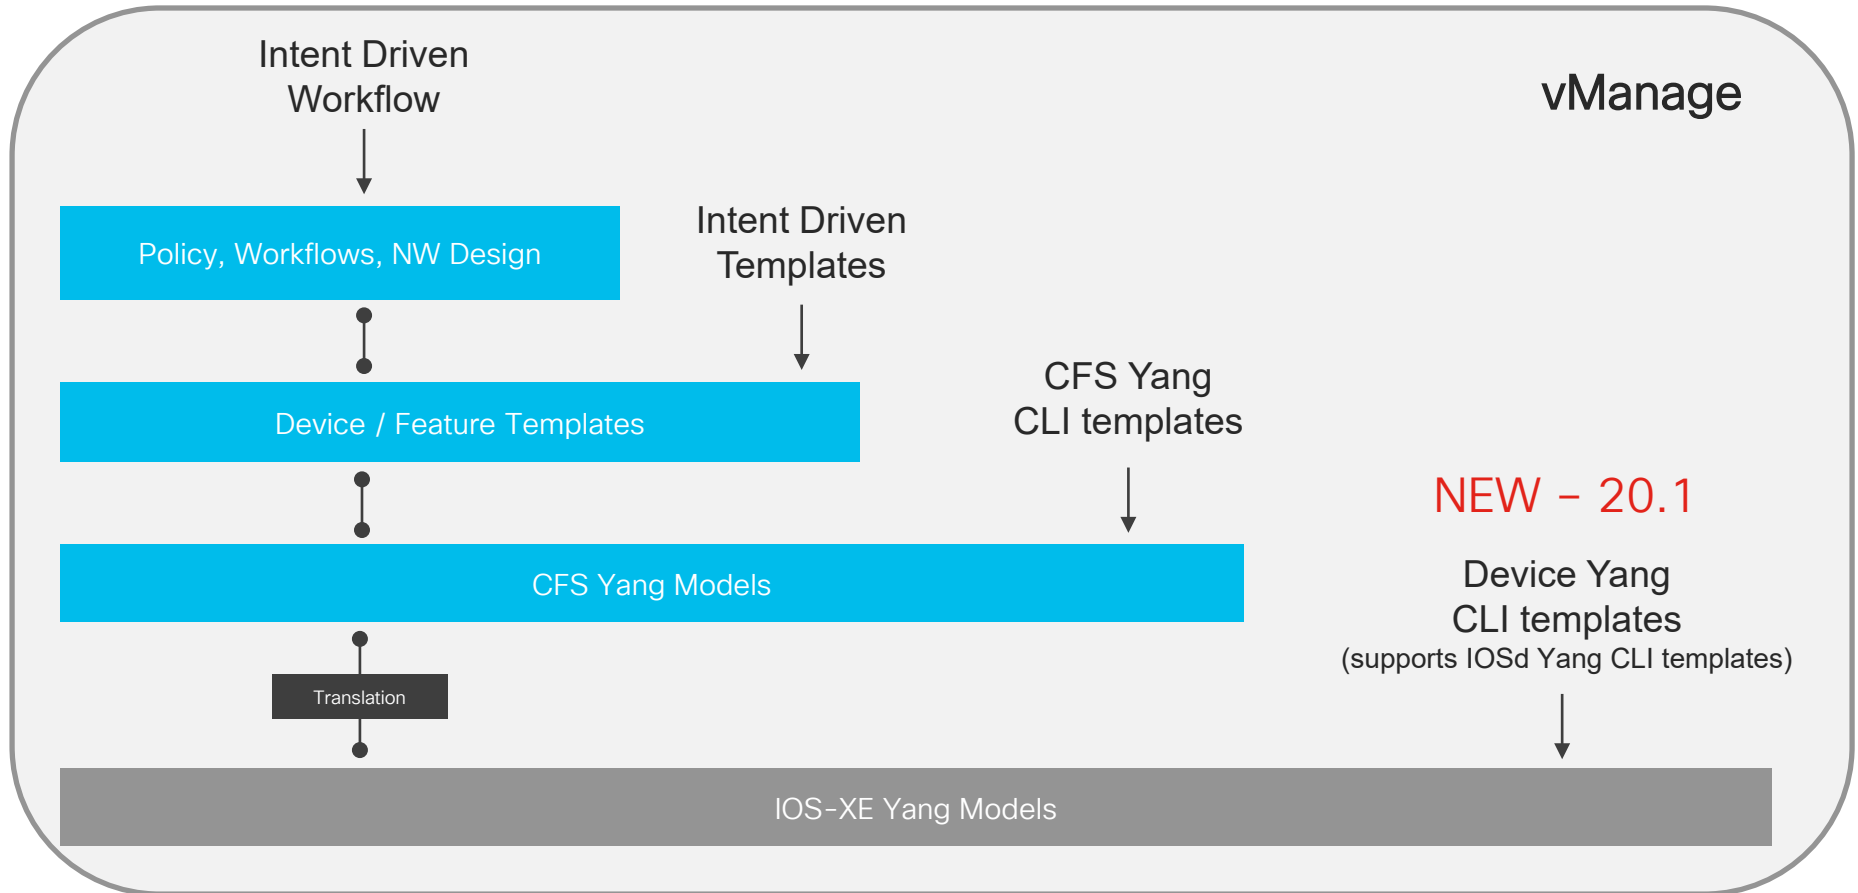 Intent Driven
Workflow
vManage
Policy, Workflows, NW Design
Intent Driven
Templates
Device / Feature Templates
CFS Yang
CLI templates
NEW – 20.1
CFS Yang Models
Device Yang
CLI templates
(supports IOSd Yang CLI templates)
Translation
IOS-XE Yang Models